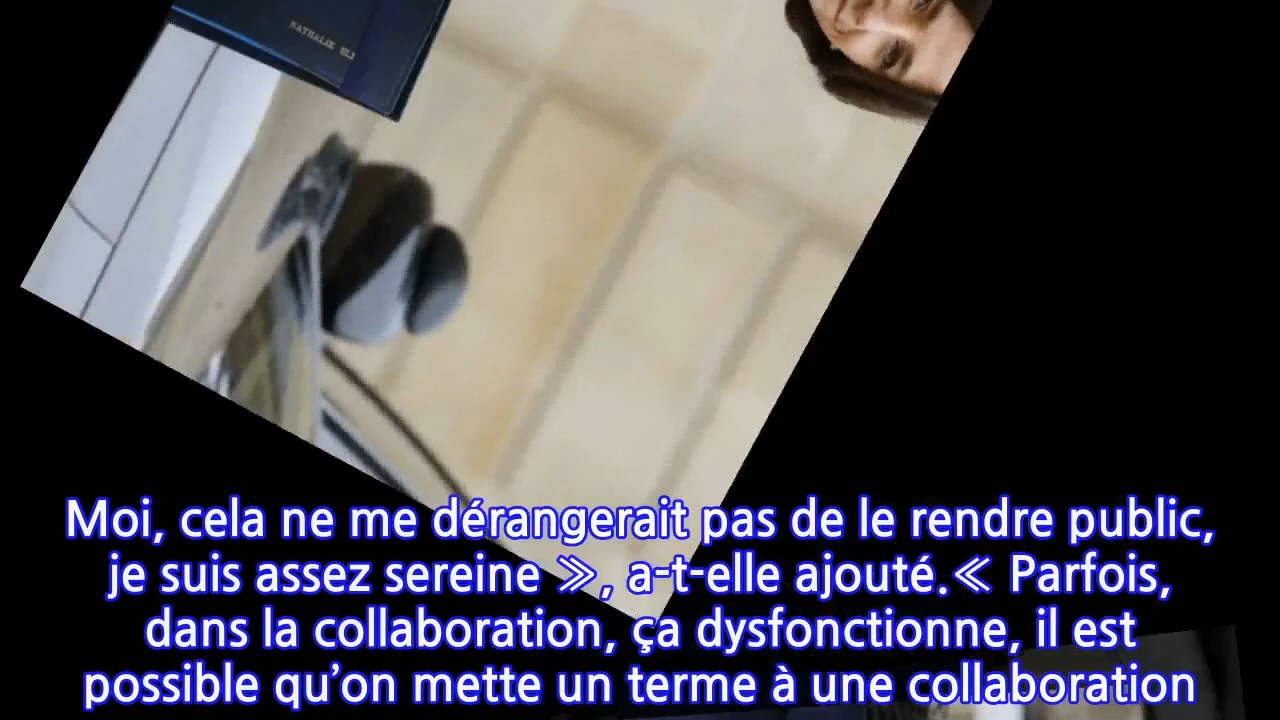 NATHALIE
Moi, cela ne me dérangerait pas de le rendre public,
je suis assez sereine ≫, a-t-elle ajouté.≪ Parfois,
dans la collaboration, ça dysfonctionne, il est
possible qu’on mette un terme à une collaboration